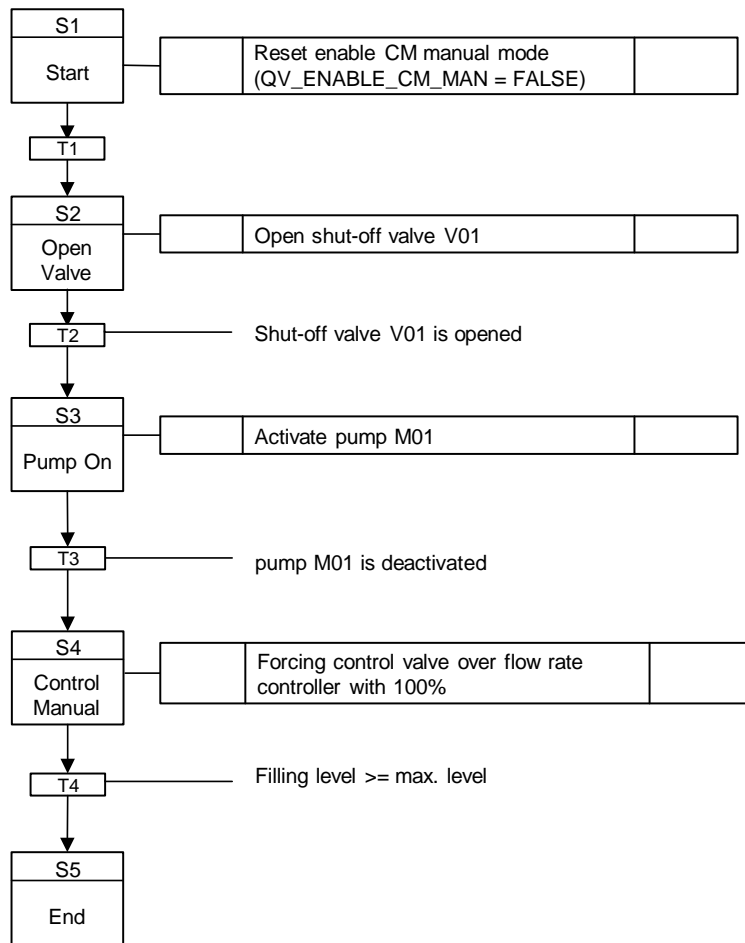 S1
Start
Reset enable CM manual mode
(QV_ENABLE_CM_MAN = FALSE)
T1
S2
Open
Valve
Open shut-off valve V01
T2
Shut-off valve V01 is opened
S3
Pump On
Activate pump M01
T3
pump M01 is deactivated
S4
Control
Manual
Forcing control valve over flow rate
controller with 100%
T4
Filling level >= max. level
S5
End